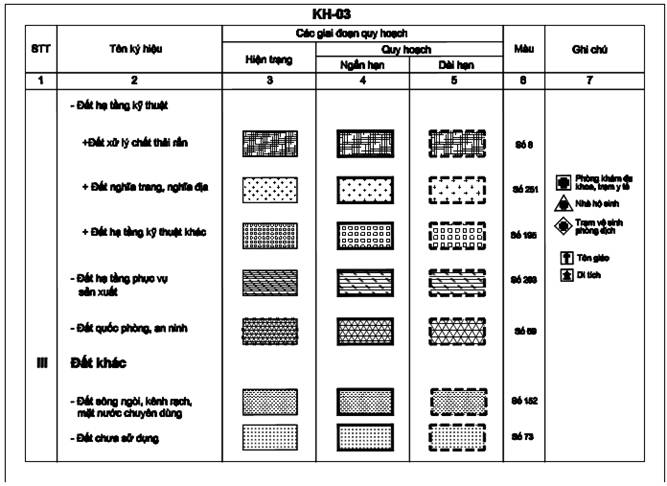 KH-03
STT
Tên ký hiệu
Các giai đoạn quy hoạch
Hiện trạng
Quy hoạch
Ngắn hạn
Dài hạn
Màu
Ghi chú
1 2 3 4 5 6 7
- Đất hạ tầng kỹ thuật
+Đất xử lý chất thải rắn
Số 8
+ Đất nghĩa trang, nghĩa địa
Số 251
+ Đất hạ tầng kỹ thuật khác
Số 195
- Đất hạ tầng phục vụ
sản xuất
Số 293
- Đất quốc phòng, an ninh
Số 69
III Đất khác
- Đất sông ngòi, kênh rạch,
mặt nước chuyên dùng
Số 152
- Đất chưa sử dụng
Số 73
Phòng khám đa
khoa, trạm y tế
Nhà hộ sinh
Trạm vệ sinh
phòng dịch
Tôn giáo
Di tích